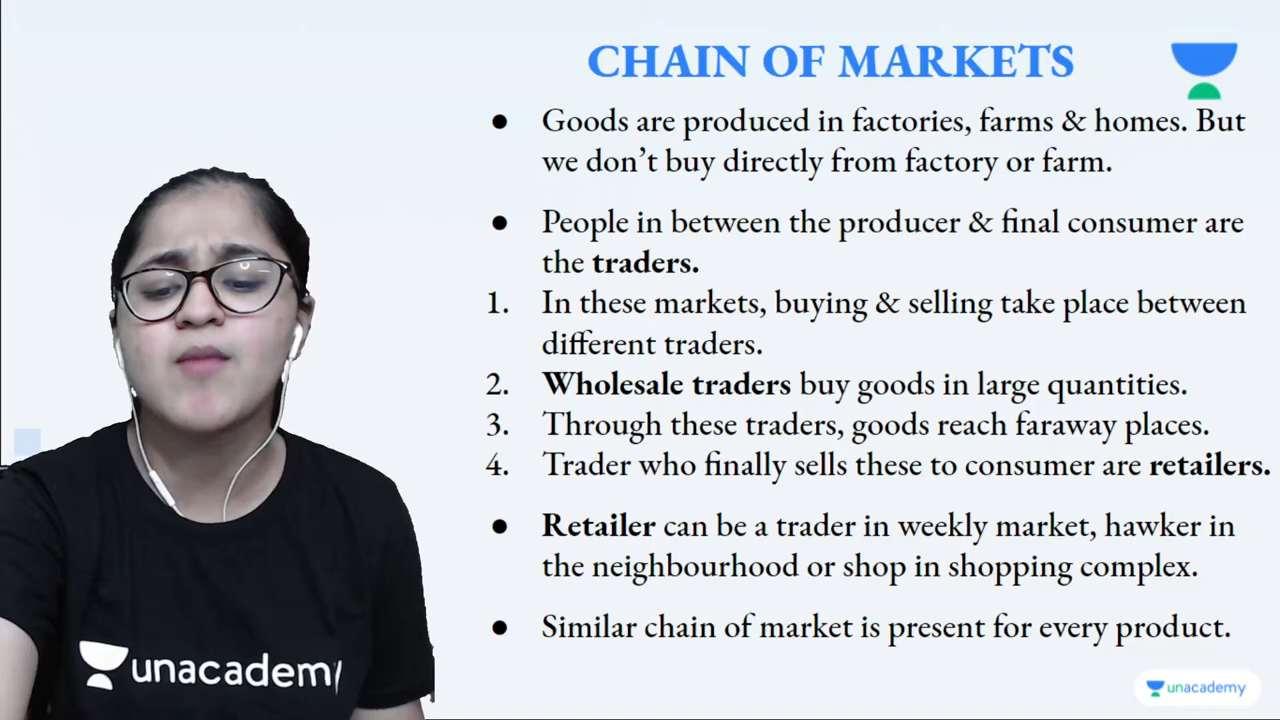 CHAIN OF MARKETS
● Goods are produced in factories, farms & homes. But
we don’t buy directly from factory or farm.
● People in between the producer & final consumer are
the traders.
1. In these markets, buying & selling take place between
different traders.
2. Wholesale traders buy goods in large quantities.
3. Through these traders, goods reach faraway places.
4. Trader who finally sells these to consumer are retailers.
● Retailer can be a trader in weekly market, hawker in
the neighbourhood or shop in shopping complex.
● Similar chain of market is present for every product.
unacademy
unacademy